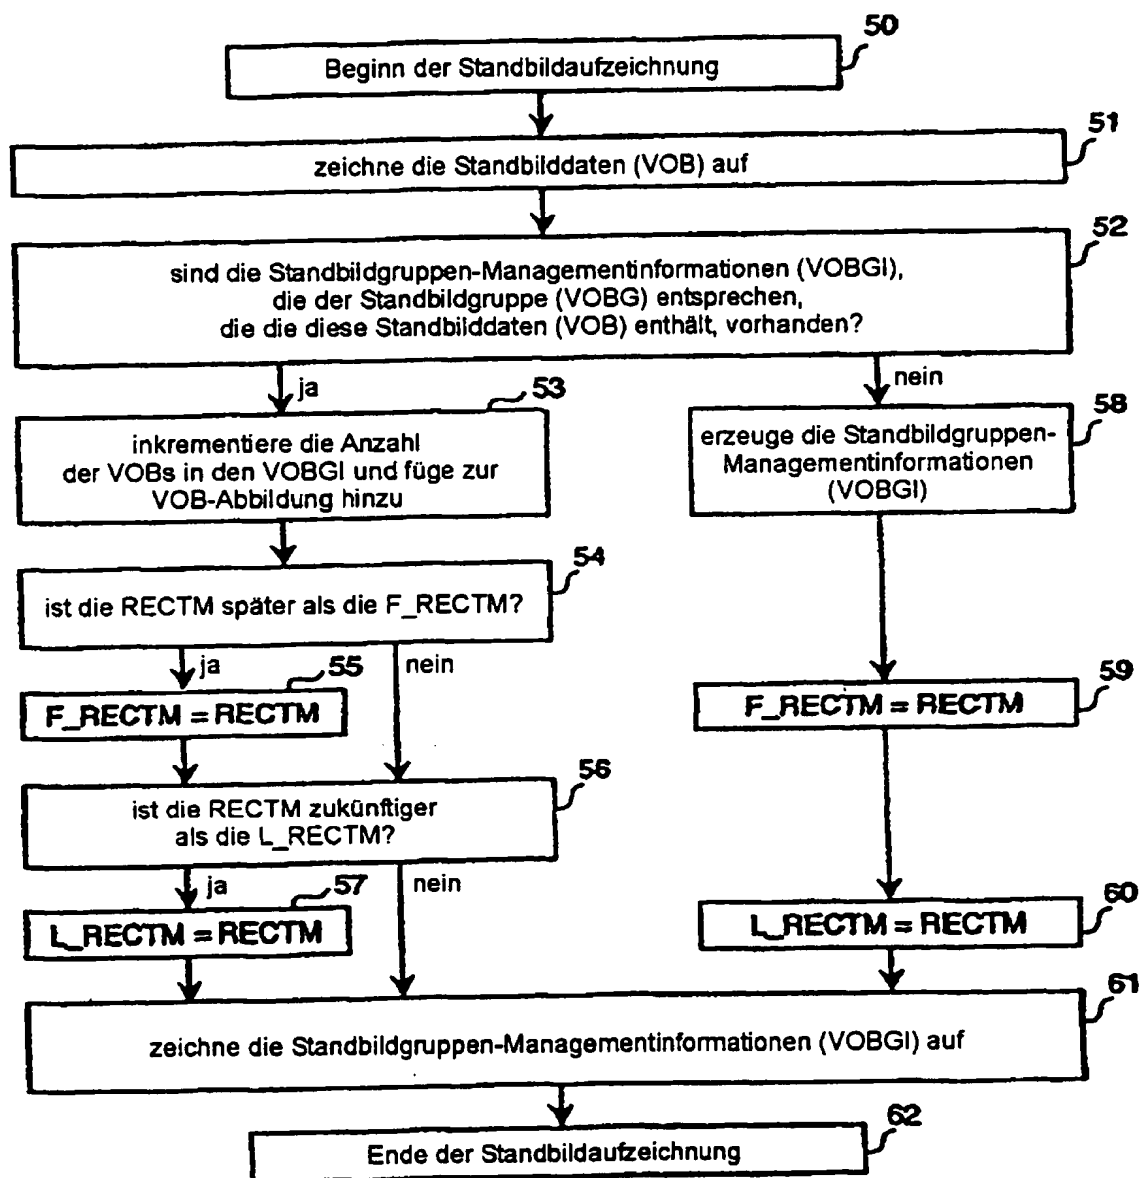 50
Beginn der Standbildaufzeichnung
51
zeichne die Standbilddaten (VOB) auf
52
sind die Standbildgruppen-Managementinformationen (VOBGI),
die der Standbildgruppe (VOBG) entsprechen,
die die diese Standbilddaten (VOB) enthält, vorhanden?
ja
nein
53
inkrementiere die Anzahl
der VOBs in den VOBGI und füge zur
VOB-Abbildung hinzu
58
erzeuge die Standbildgruppen-
Managementinformationen
(VOBGI)
54
ist die RECTM später als die F_RECTM?
ja
nein
55
F_RECTM = RECTM
59
F_RECTM = RECTM
56
ist die RECTM zukünftiger
als die L_RECTM?
ja
nein
57
L_RECTM = RECTM
60
L_RECTM = RECTM
61
zeichne die Standbildgruppen-Managementinformationen (VOBGI) auf
62
Ende der Standbildaufzeichnung